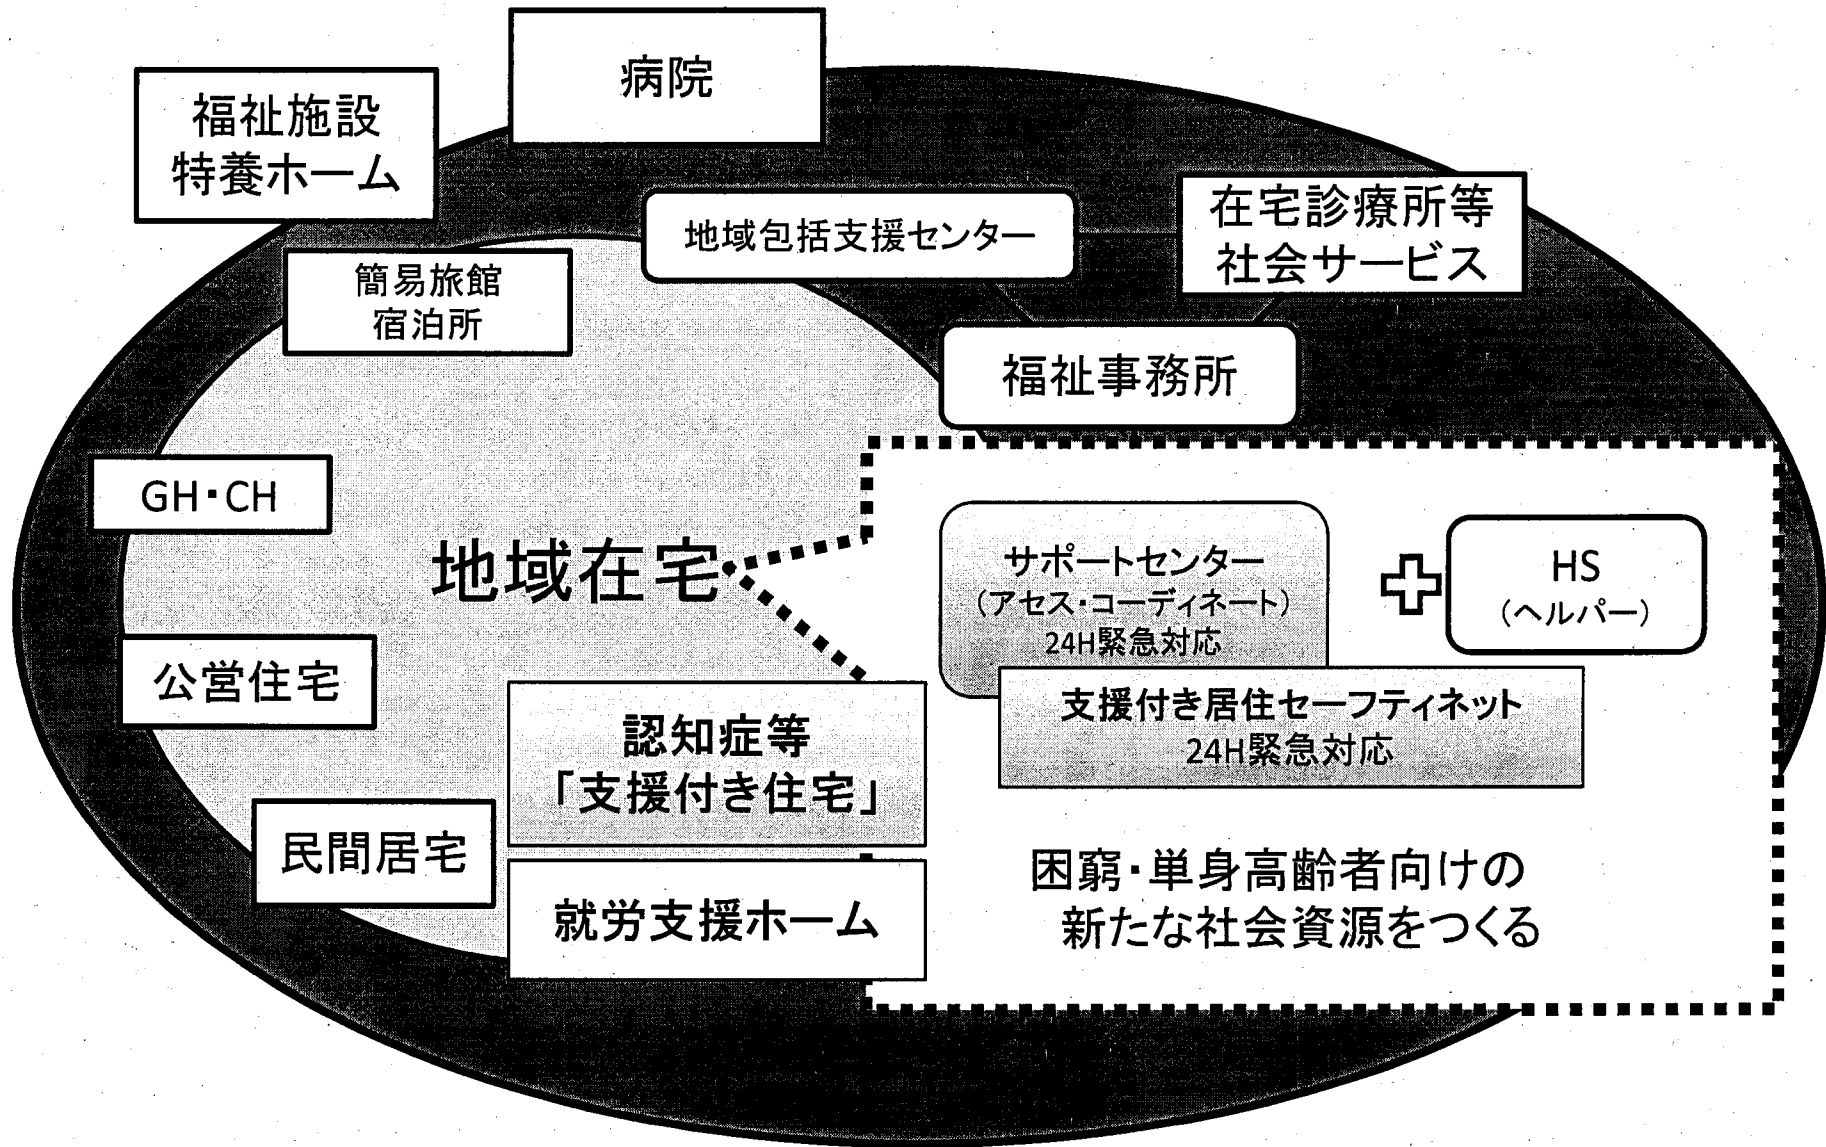 病院
福祉施設
特養ホーム
地域包括支援センター
在宅診療所等
社会サービス
簡易旅館
宿泊所
福祉事務所
GH・CH
地域在宅
サポートセンター
（アセス・コーディネート）
24H緊急対応
HS
（ヘルパー）
公営住宅
認知症等
「支援付き住宅」
支援付き居住セーフティネット
24H緊急対応
民間居宅
就労支援ホーム
困窮・単身高齢者向けの
新たな社会資源をつくる